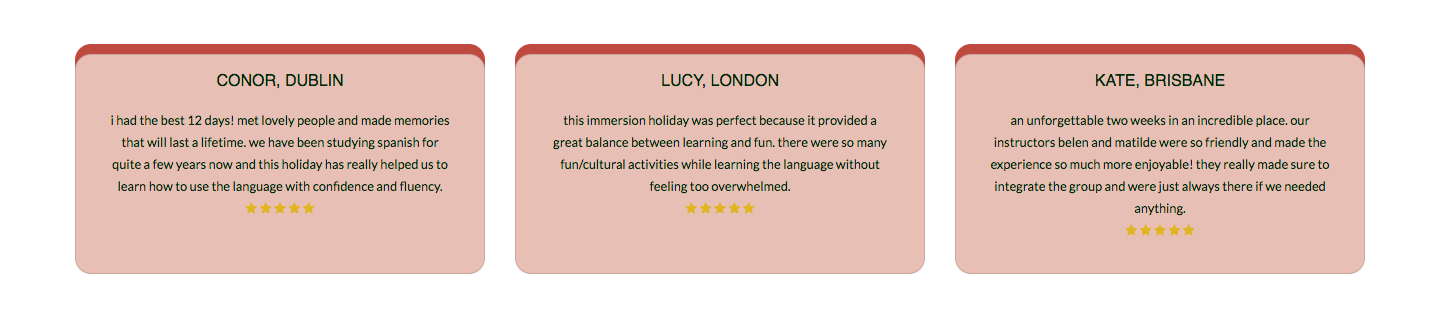 CONOR, DUBLIN
i had the best 12 days! met lovely people and made memories
that will last a lifetime. we have been studying spanish for
quite a few years now and this holiday has really helped us to
learn how to use the language with confidence and fluency.
LUCY, LONDON
this immersion holiday was perfect because it provided a
great balance between learning and fun. there were so many
fun/cultural activities while learning the language without
feeling too overwhelmed.
KATE, BRISBANE
an unforgettable two weeks in an incredible place. our
instructors belen and matilde were so friendly and made the
experience so much more enjoyable! they really made sure to
integrate the group and were just always there if we needed
anything.